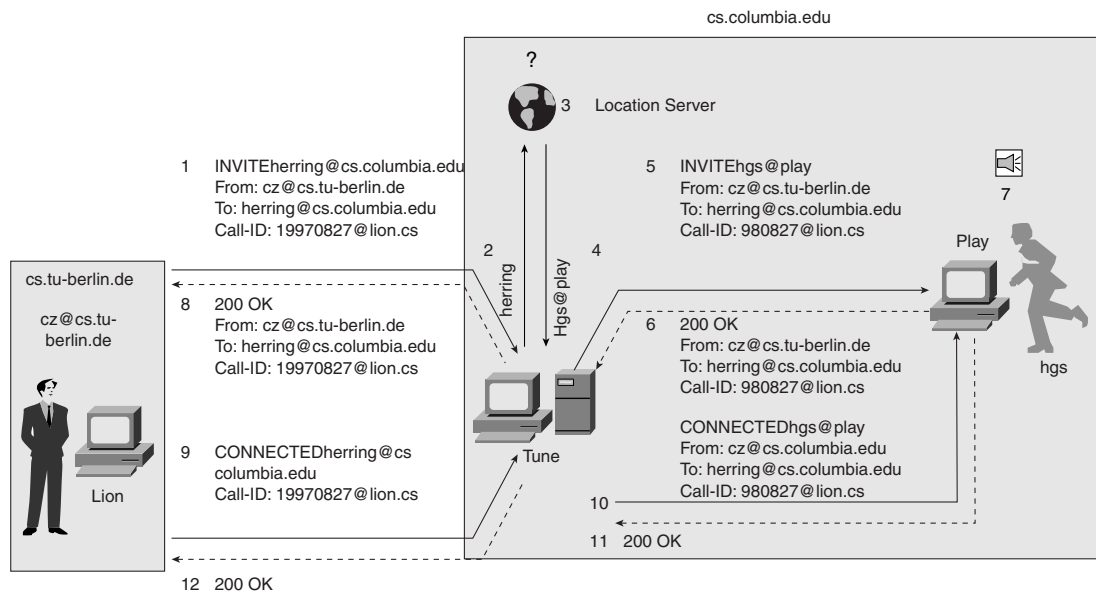 cs.columbia.edu
?
3 Location Server
1 INVITEherring@cs.columbia.edu
From: cz@cs.tu-berlin.de
To: herring@cs.columbia.edu
Call-ID: 19970827@lion.cs
2
herring
Hgs@play
4
5 INVITEhgs@play
From: cz@cs.tu-berlin.de
To: herring@cs.columbia.edu
Call-ID: 980827@lion.cs
7
Play
hgs
cs.tu-berlin.de
cz@cs.tu-
berlin.de
Lion
8 200 OK
From: cz@cs.tu-berlin.de
To: herring@cs.columbia.edu
Call-ID: 19970827@lion.cs
6 200 OK
From: cz@cs.tu-berlin.de
To: herring@cs.columbia.edu
Call-ID: 980827@lion.cs
Tune
9 CONNECTEDherring@cs
columbia.edu
Call-ID: 19970827@lion.cs
CONNECTEDhgs@play
From: cz@cs.columbia.edu
To: herring@cs.columbia.edu
Call-ID: 980827@lion.cs
10
11 200 OK
12 200 OK